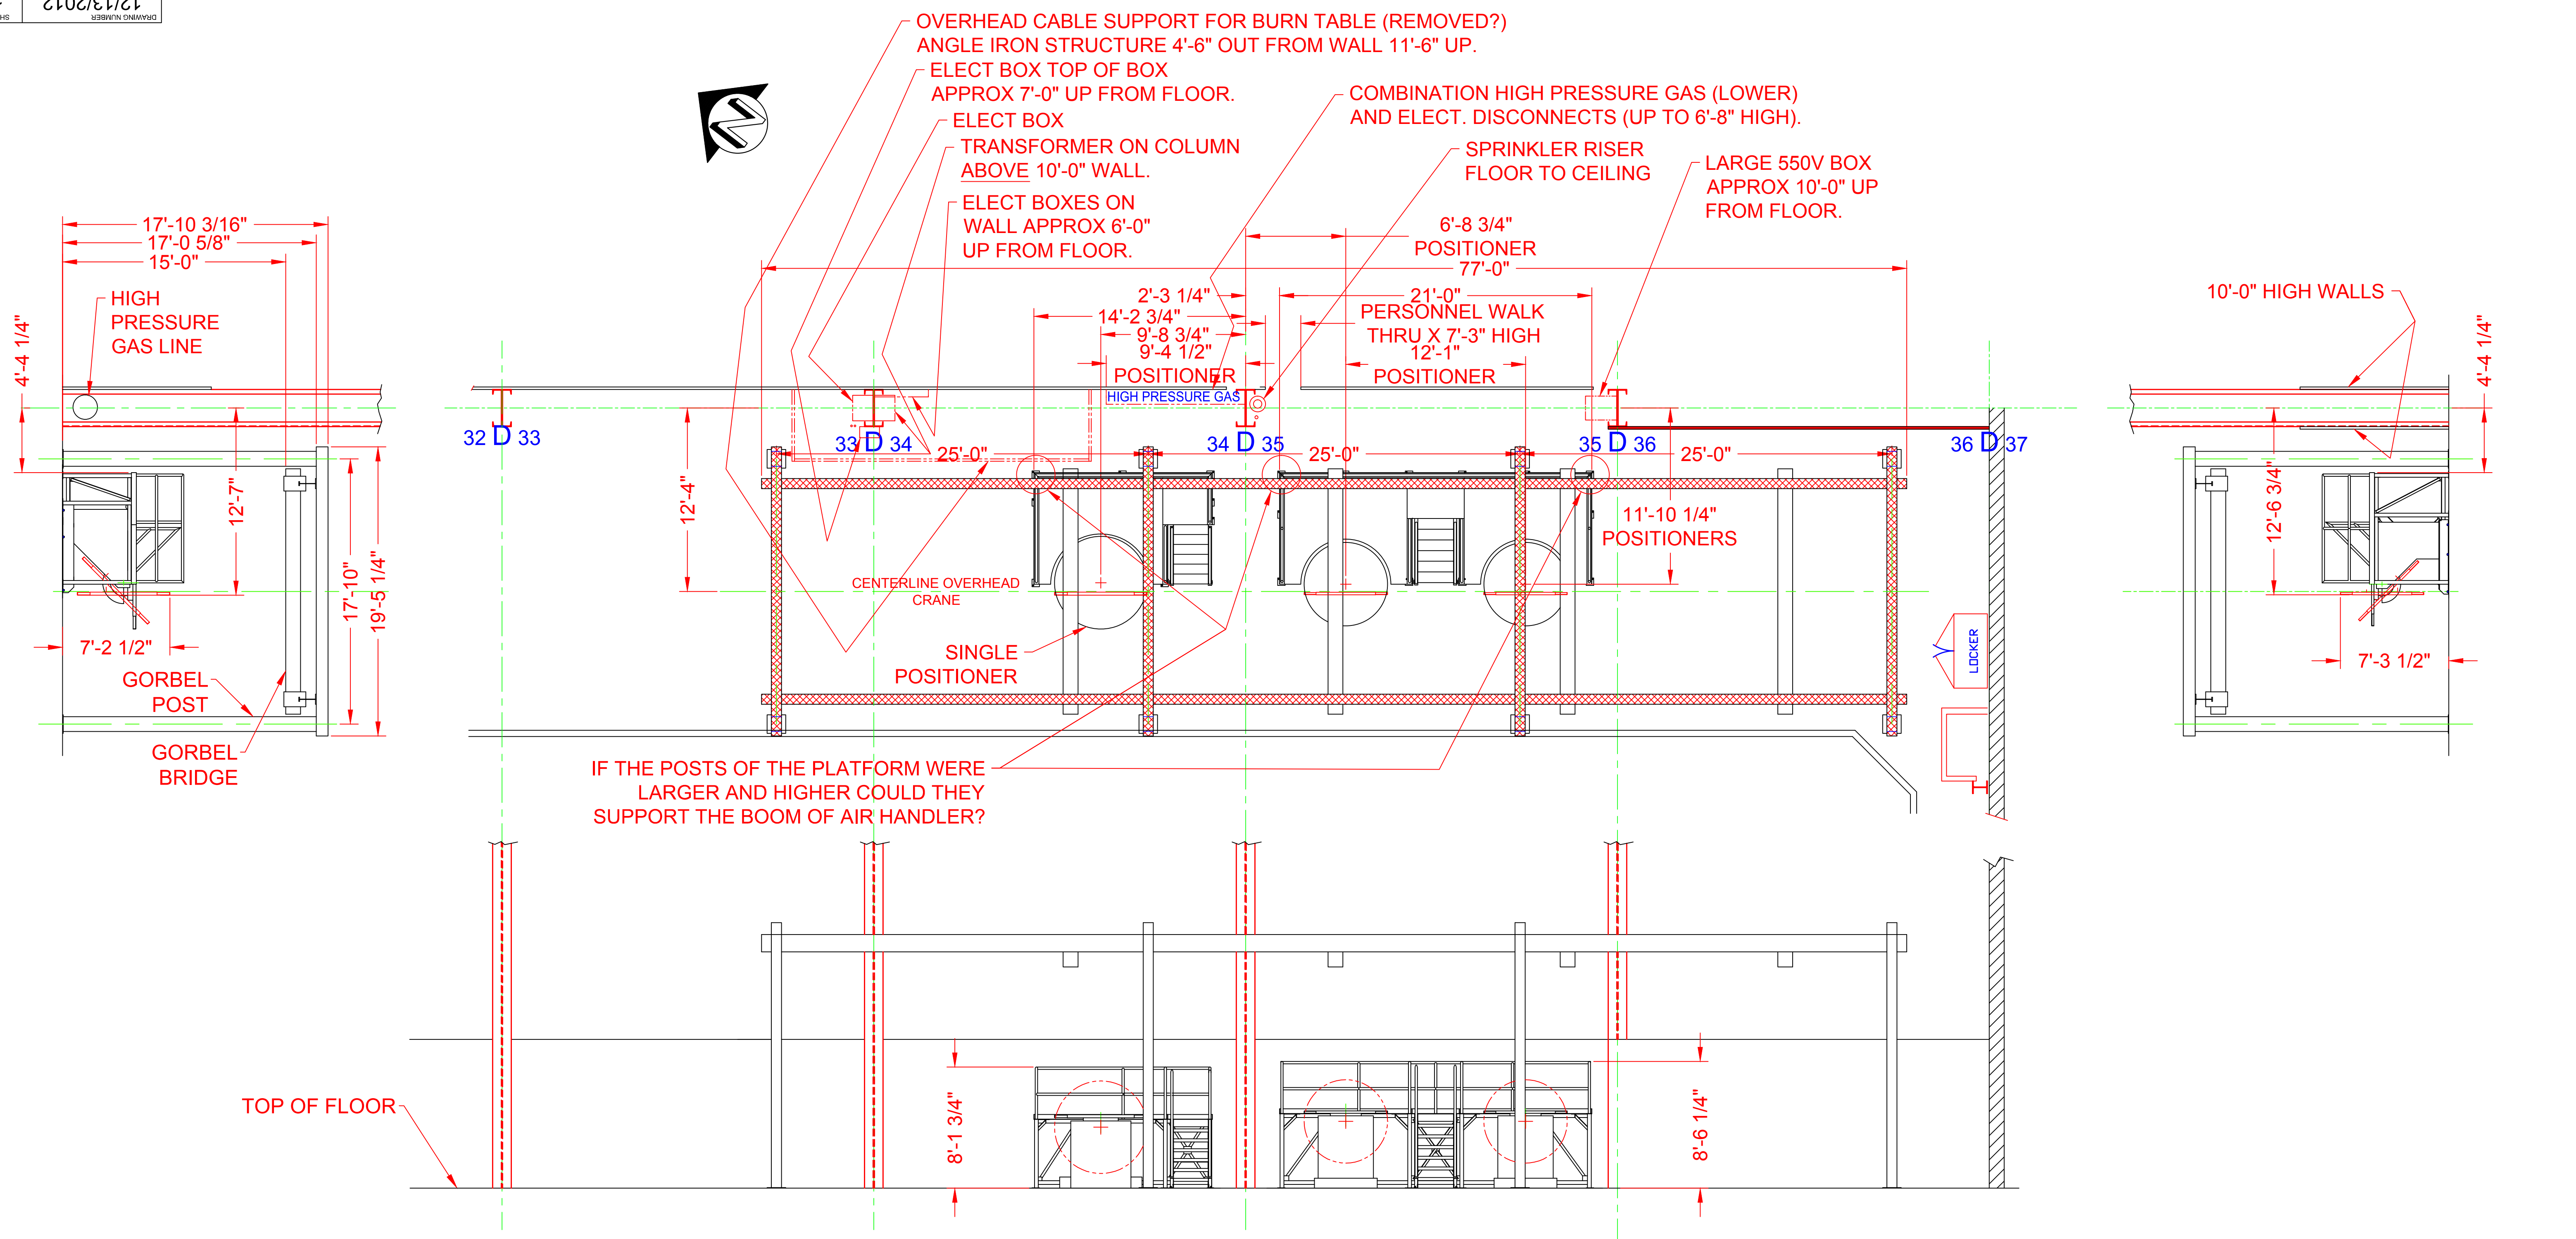 DRAWING NUMBER
12/13/2012
SH
OVERHEAD CABLE SUPPORT FOR BURN TABLE (REMOVED?)
ANGLE IRON STRUCTURE 4'-6" OUT FROM WALL 11'-6" UP.
ELECT BOX TOP OF BOX
APPROX 7'-0" UP FROM FLOOR.
ELECT BOX
TRANSFORMER ON COLUMN
ABOVE 10'-0" WALL.
ELECT BOXES ON
WALL APPROX 6'-0"
UP FROM FLOOR.
COMBINATION HIGH PRESSURE GAS (LOWER)
AND ELECT. DISCONNECTS (UP TO 6'-8" HIGH).
SPRINKLER RISER
FLOOR TO CEILING
LARGE 550V BOX
APPROX 10'-0" UP
FROM FLOOR.
N
17'-10 3/16"
17'-0 5/8"
15'-0"
HIGH
PRESSURE
GAS LINE
4'-4 1/4"
12'-7"
17'-10"
19'-5 1/4"
7'-2 1/2"
GORBEL
POST
GORBEL
BRIDGE
6'-8 3/4"
POSITIONER
77'-0"
2'-3 1/4"
21'-0"
14'-2 3/4"
PERSONNEL WALK
THRU X 7'-3" HIGH
9'-8 3/4"
9'-4 1/2"
POSITIONER
12'-1"
POSITIONER
HIGH PRESSURE GAS
32 D 33
33 D 34
34 D 35
35 D 36
36 D 37
25'-0"
25'-0"
25'-0"
12'-4"
11'-10 1/4"
POSITIONERS
CENTERLINE OVERHEAD
CRANE
SINGLE
POSITIONER
LOCKER
IF THE POSTS OF THE PLATFORM WERE
LARGER AND HIGHER COULD THEY
SUPPORT THE BOOM OF AIR HANDLER?
10'-0" HIGH WALLS
4'-4 1/4"
12'-6 3/4"
7'-3 1/2"
TOP OF FLOOR
8'-1 3/4"
8'-6 1/4"